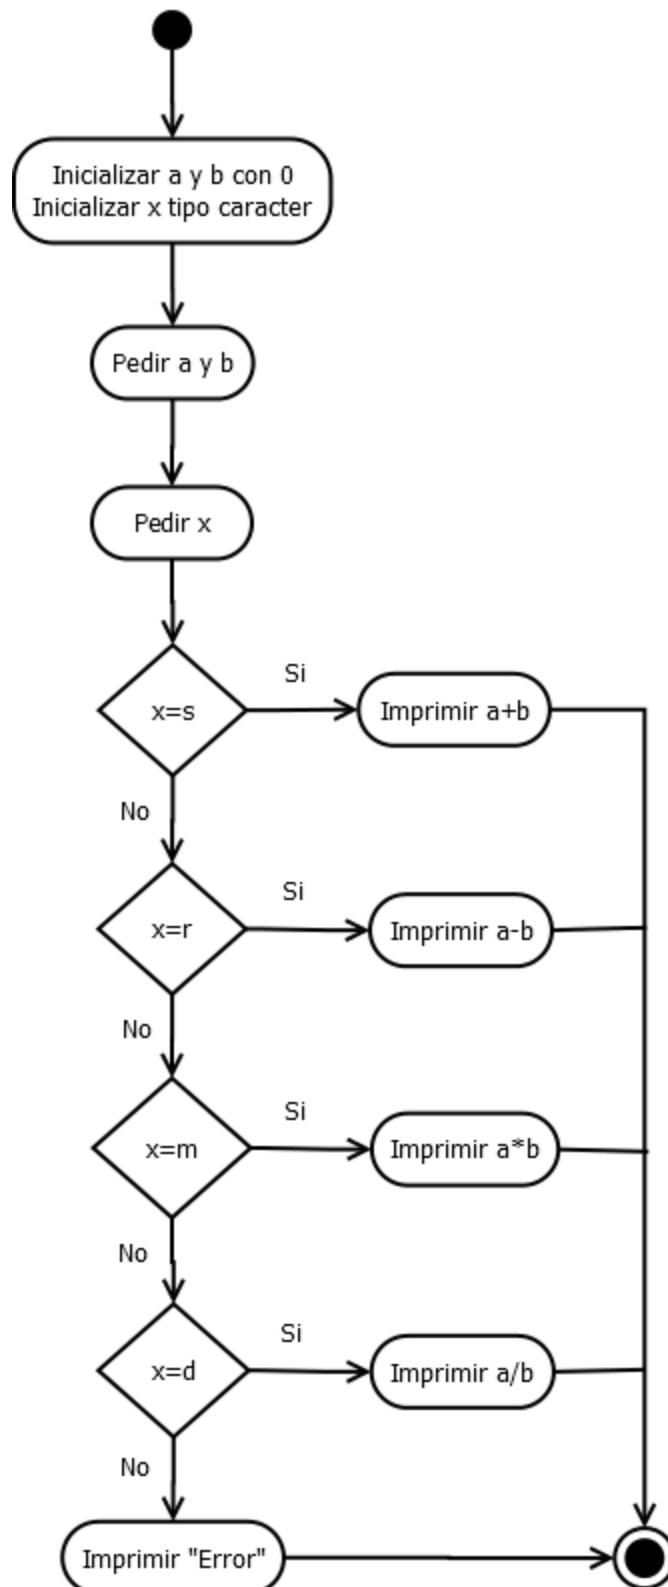 Inicializar a y b con 0
Inicializar x tipo caracter
Pedir a y b
Pedir x
x=s
Si
Imprimir a+b
No
x=r
Si
Imprimir a-b
No
x=m
Si
Imprimir a*b
No
x=d
Si
Imprimir a/b
No
Imprimir "Error"